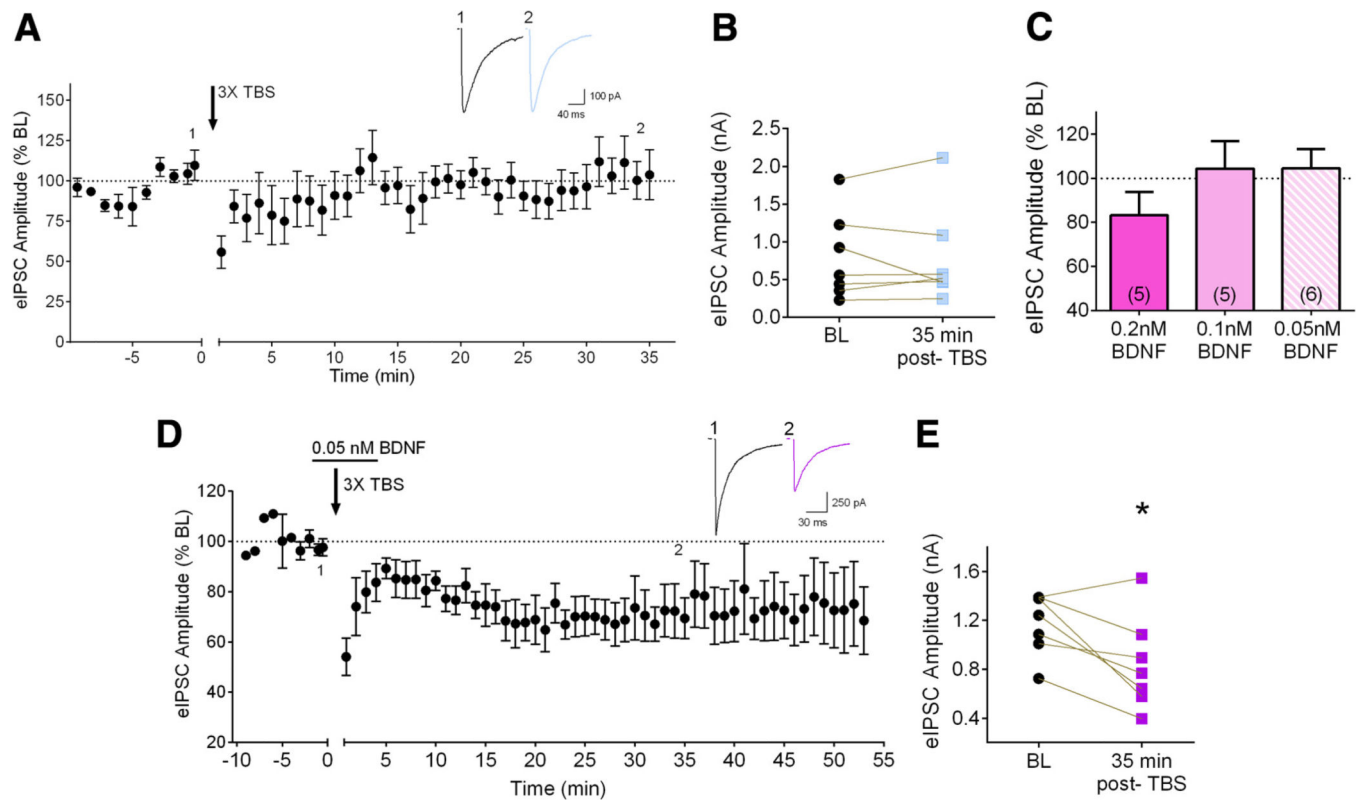 A
1
2
100 pA
40 ms
3X TBS
1
2
eIPSC Amplitude (% BL)
150
125
100
75
50
25
0
-5
0
5
10
15
20
25
30
35
Time (min)
B
eIPSC Amplitude (nA)
2.5
2.0
1.5
1.0
0.5
0.0
BL
35 min
post- TBS
C
eIPSC Amplitude (% BL)
120
100
80
60
40
(5)
(5)
(6)
0.2nM
BDNF
0.1nM
BDNF
0.05nM
BDNF
D
0.05 nM BDNF
3X TBS
1
2
250 pA
30 ms
1
2
eIPSC Amplitude (% BL)
120
100
80
60
40
20
-10
-5
0
5
10
15
20
25
30
35
40
45
50
55
Time (min)
E
*
eIPSC Amplitude (nA)
1.6
1.2
0.8
0.4
BL
35 min
post- TBS